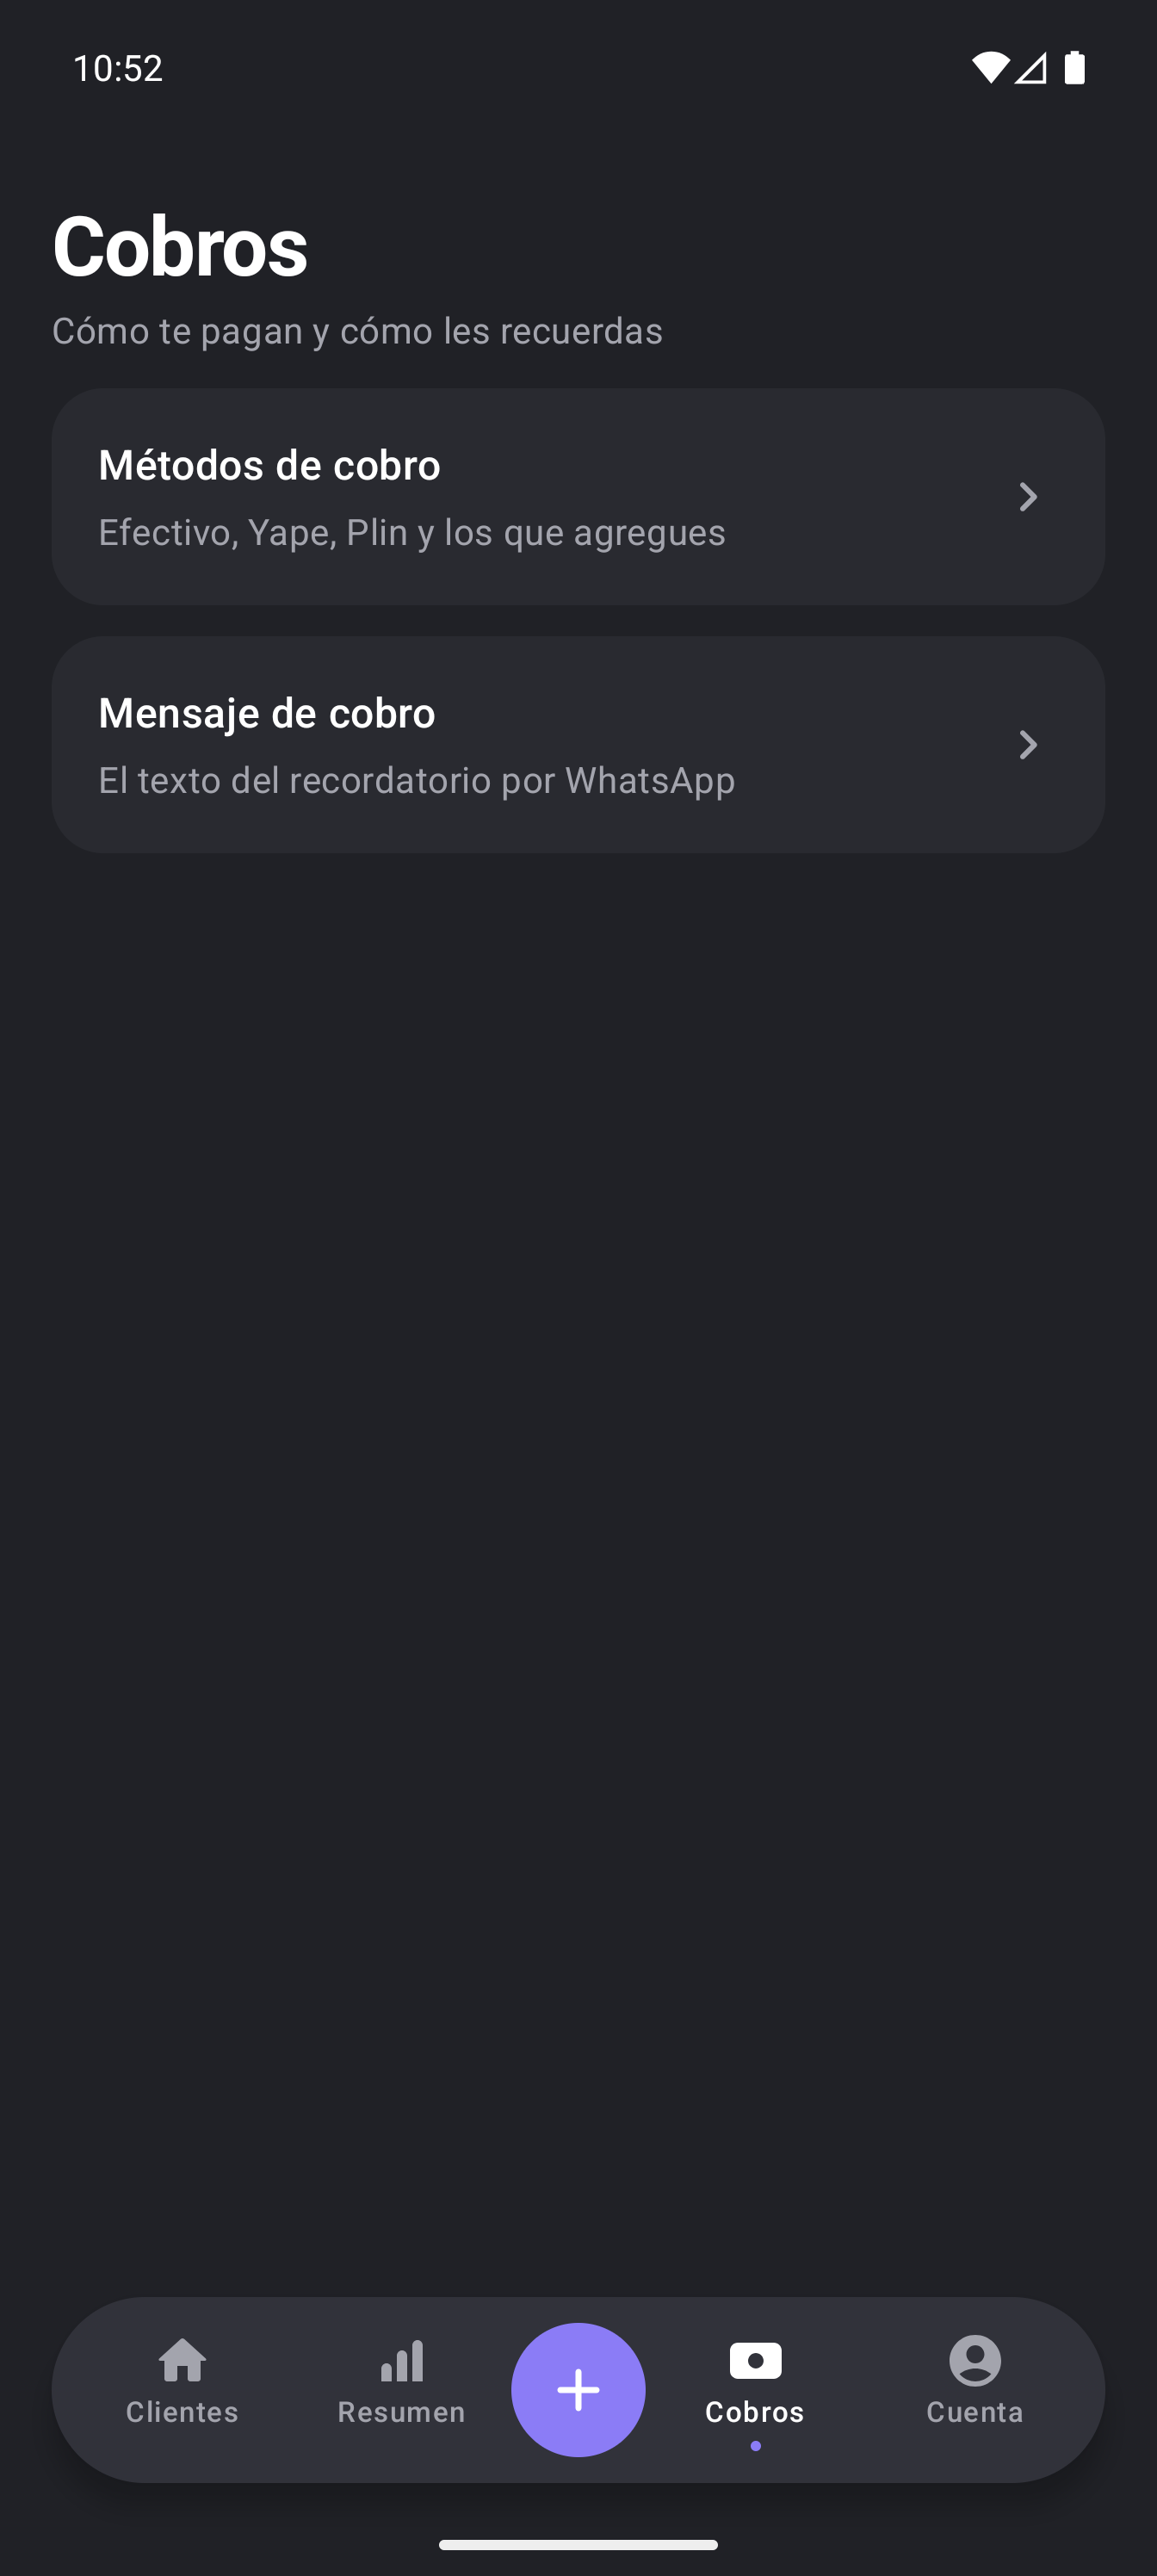 10:52
Cobros
Cómo te pagan y cómo les recuerdas
Métodos de cobro
Efectivo, Yape, Plin y los que agregues
Mensaje de cobro
El texto del recordatorio por WhatsApp
Clientes
Resumen
Cobros
Cuenta